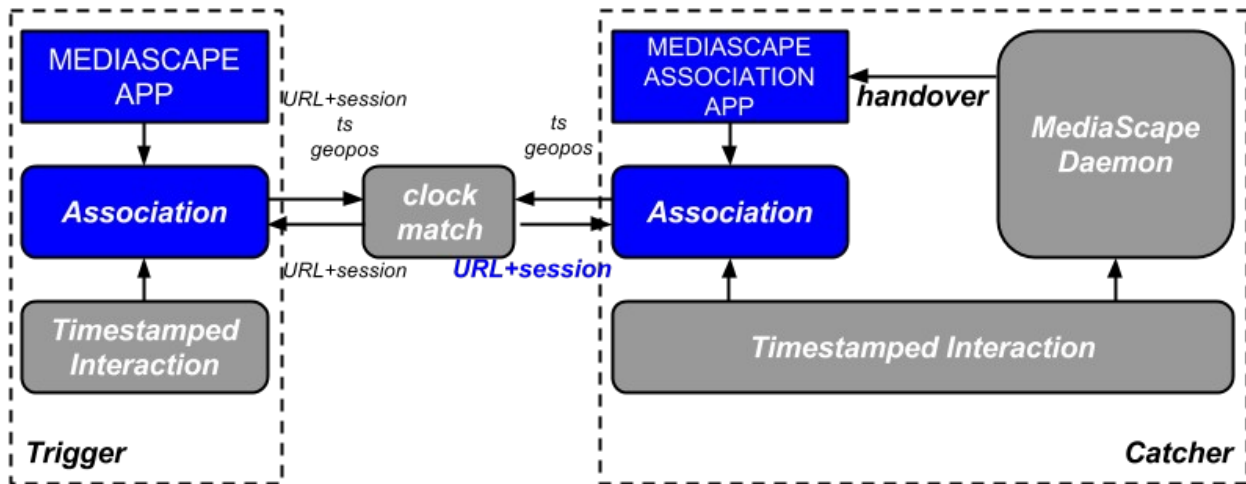 MEDIASCAPE
APP
URL+session
ts
geopos
Association
URL+session
Timestamped
Interaction
Trigger
clock
match
ts
geopos
URL+session
MEDIASCAPE
ASSOCIATION
APP
handover
MediaScape
Daemon
Association
Timestamped Interaction
Catcher